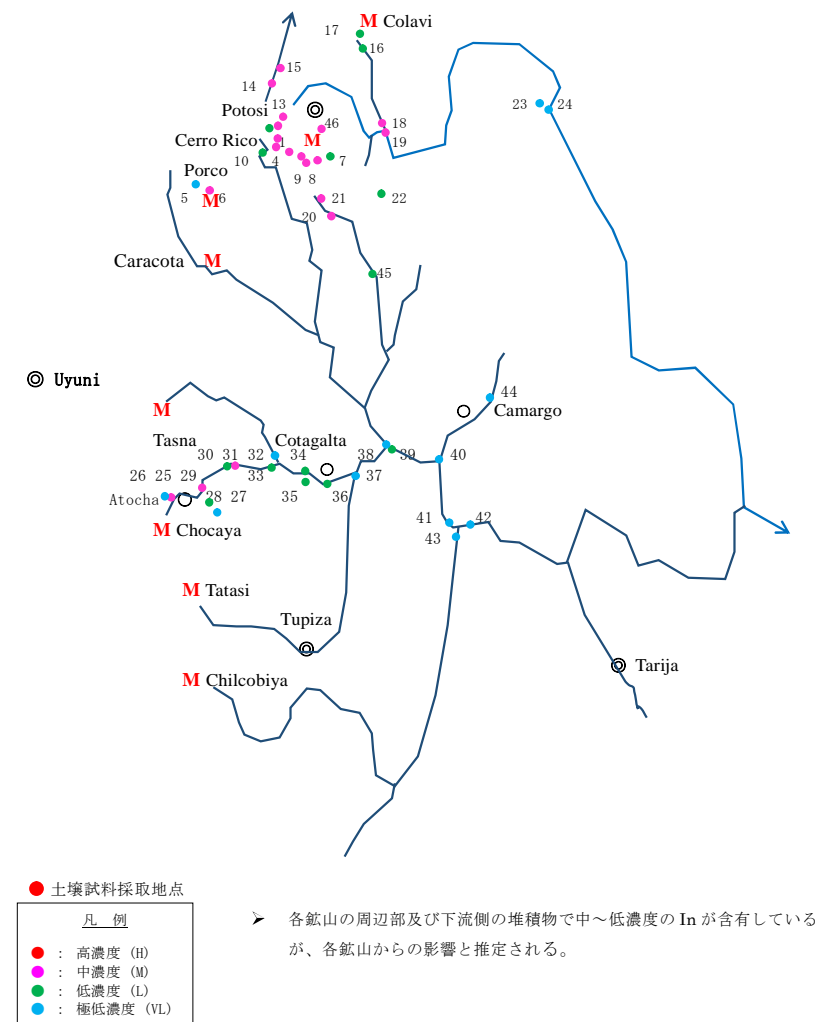 17 M Colavi
16
15
14
13
Potosi
23 24
46
18
Cerro Rico M
19
1
10 4 7
9 8
Porco
5 6
M
21
22
20
Caracota M
45
Uyuni
M
44
Camargo
Tasna
Cotagalta
30 31 32 34 38 39 40
33 37
26 25 29
35 36
Atocha 28 27
M Chocaya
41 42
43
M Tatasi
Tupiza
Tarija
M Chilcobiya
土壌試料採取地点
凡 例
： 高濃度 (H)
： 中濃度 (M)
： 低濃度 (L)
： 極低濃度 (VL)
➢ 各鉱山の周辺部及び下流側の堆積物で中～低濃度の In が含有している
が、各鉱山からの影響と推定される。